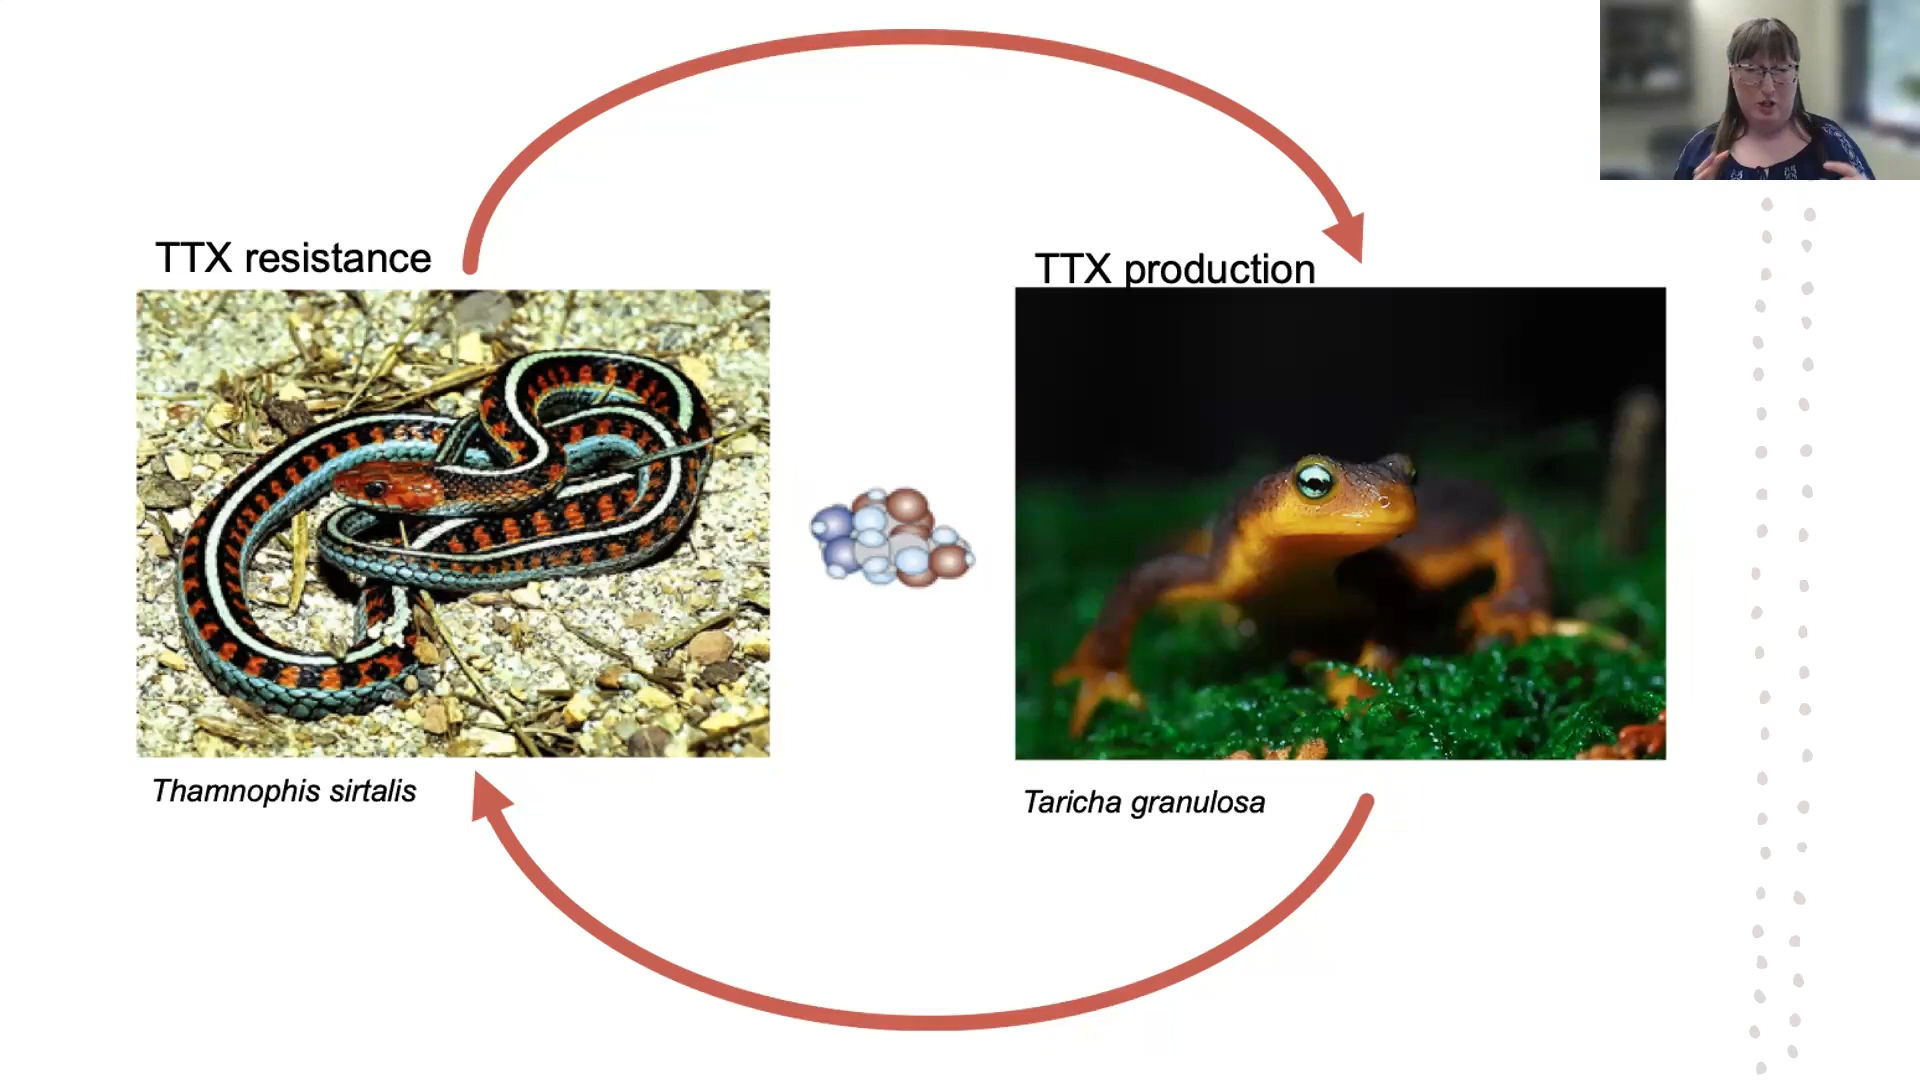 TTX resistance
TTX production
Thamnophis sirtalis
Taricha granulosa